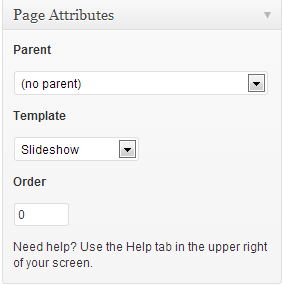 Page Attributes
Parent
(no parent)
Template
Slideshow
Order
0
Need help? Use the Help tab in the upper right
of your screen.